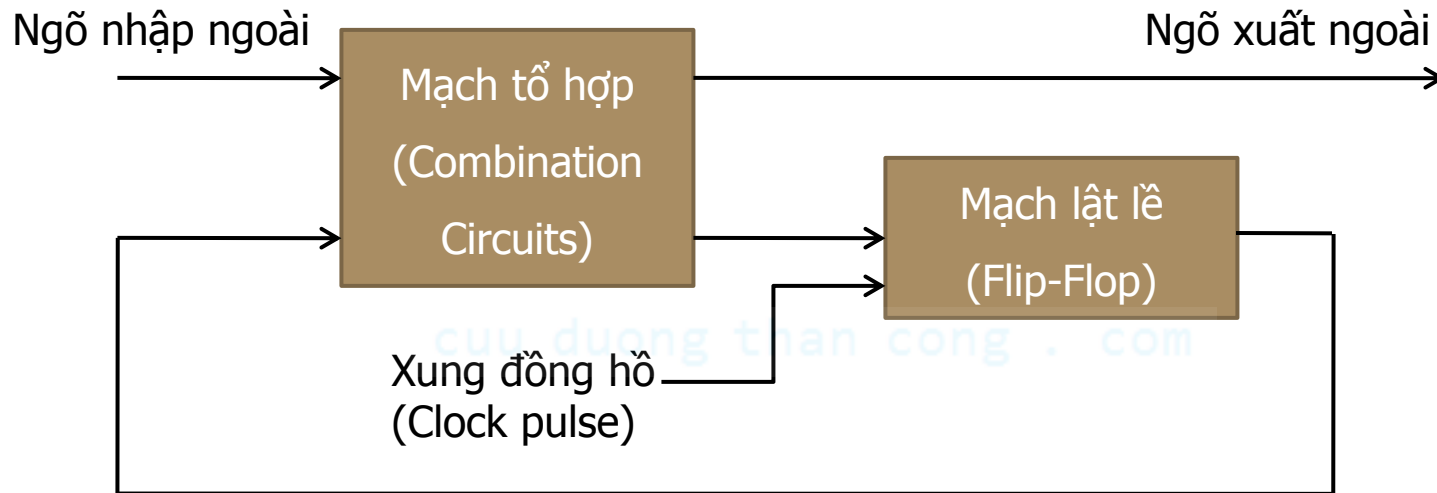 Ngõ nhập ngoài
Ngõ xuất ngoài
Mạch tổ hợp
(Combination
Circuits)
Mạch lật lề
(Flip-Flop)
cuu duong than cong . com
Xung đồng hồ
(Clock pulse)